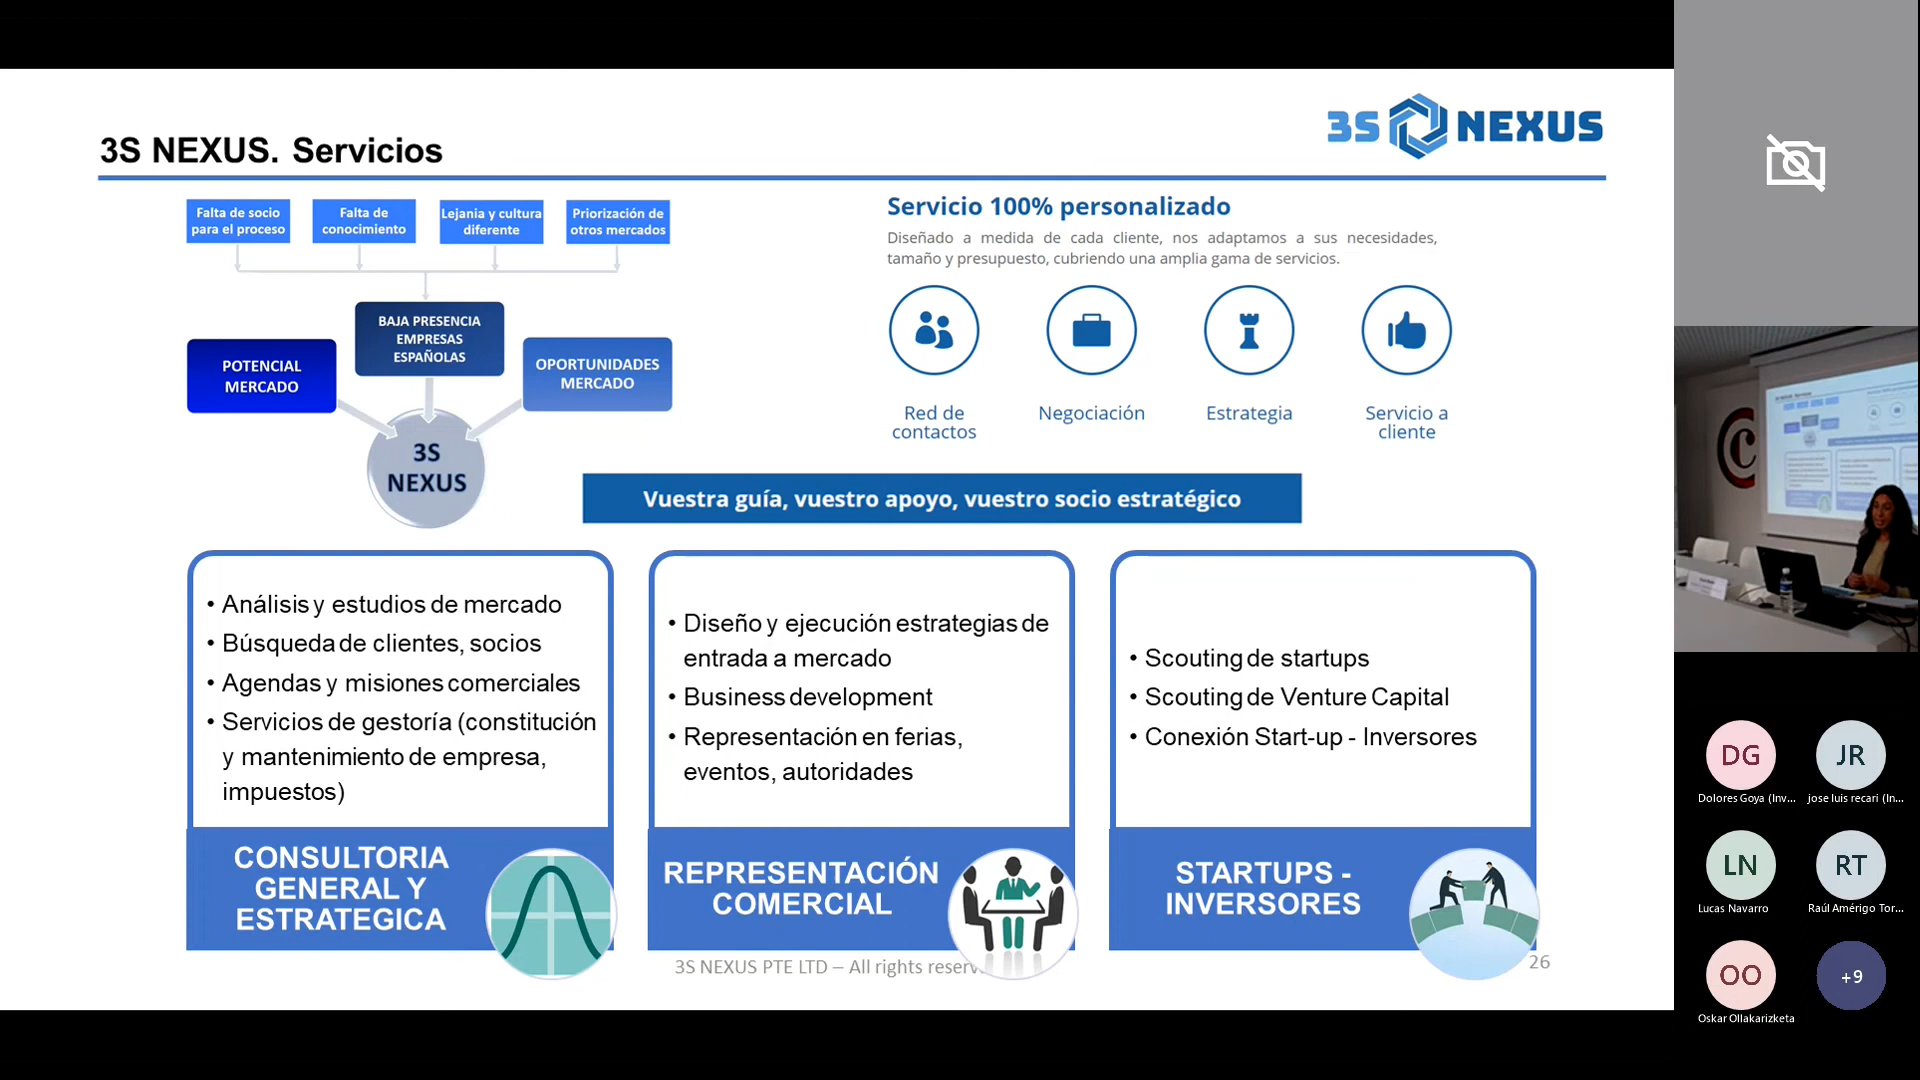 3S NEXUS
3S NEXUS. Servicios
Falta de socio
para el proceso
Falta de
conocimiento
Lejania y cultura
diferente
Priorización de
otros mercados
BAJA PRESENCIA
EMPRESAS
ESPAÑOLAS
POTENCIAL
MERCADO
OPORTUNIDADES
MERCADO
3S
NEXUS
Servicio 100% personalizado
Diseñado a medida de cada cliente, nos adaptamos a sus necesidades,
tamaño y presupuesto, cubriendo una amplia gama de servicios.
Red de
contactos
Negociación
Estrategia
Servicio a
cliente
Vuestra guía, vuestro apoyo, vuestro socio estratégico
• Análisis y estudios de mercado
• Búsqueda de clientes, socios
• Agendas y misiones comerciales
• Servicios de gestoría (constitución
y mantenimiento de empresa,
impuestos)
CONSULTORIA
GENERAL Y
ESTRATEGICA
• Diseño y ejecución estrategias de
entrada a mercado
• Business development
• Representación en ferias,
eventos, autoridades
REPRESENTACIÓN
COMERCIAL
• Scouting de startups
• Scouting de Venture Capital
• Conexión Start-up - Inversores
STARTUPS -
INVERSORES
3S NEXUS PTE LTD – All rights reserv
26
DG
Dolores Goya (Inv...
JR
jose luis recari (In...
LN
Lucas Navarro
RT
Raúl Amérigo Tor...
OO
Oskar Ollakarizketa
+9